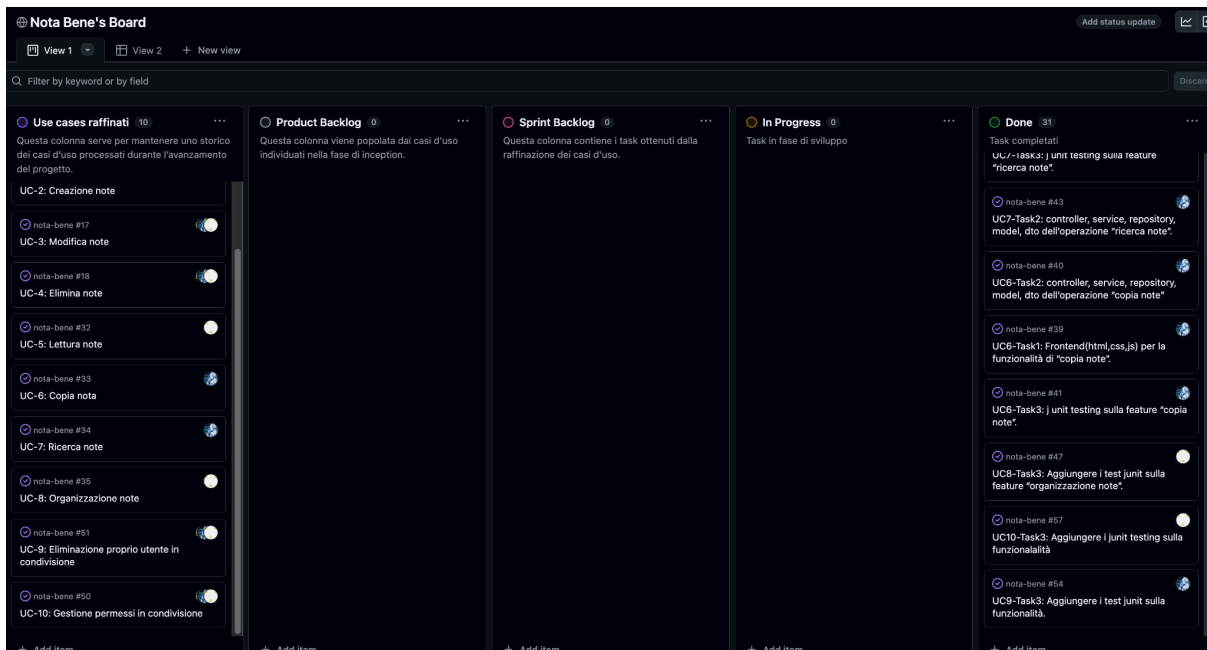 Nota Bene's Board
Add status update
View 1
View 2
+ New view
Filter by keyword or by field
Discard
Use cases raffinati 10 ...
Questa colonna serve per mantenere uno storico
dei casi d'uso processati durante l'avanzamento
del progetto.
UC-2: Creazione note
nota-bene #17
UC-3: Modifica note
nota-bene #18
UC-4: Elimina note
nota-bene #32
UC-5: Lettura note
nota-bene #33
UC-6: Copia nota
nota-bene #34
UC-7: Ricerca note
nota-bene #35
UC-8: Organizzazione note
nota-bene #51
UC-9: Eliminazione proprio utente in
condivisione
nota-bene #50
UC-10: Gestione permessi in condivisione
+ Add item
Product Backlog 0 ...
Questa colonna viene popolata dai casi d'uso
individuati nella fase di inception.
+ Add item
Sprint Backlog 0 ...
Questa colonna contiene i task ottenuti dalla
raffinazione dei casi d'uso.
+ Add item
In Progress 0 ...
Task in fase di sviluppo
+ Add item
Done 31 ...
Task completati
UC7-Task3: j unit testing sulla feature
“ricerca note”.
nota-bene #43
UC7-Task2: controller, service, repository,
model, dto dell'operazione “ricerca note”.
nota-bene #40
UC6-Task2: controller, service, repository,
model, dto dell'operazione “copia note”
nota-bene #39
UC6-Task1: Frontend(html,css,js) per la
funzionalità di “copia note”.
nota-bene #41
UC6-Task3: j unit testing sulla feature “copia
note”.
nota-bene #47
UC8-Task3: Aggiungere i test junit sulla
feature “organizzazione note”.
nota-bene #57
UC10-Task3: Aggiungere i junit testing sulla
funzionalalità
nota-bene #54
UC9-Task3: Aggiungere i test junit sulla
funzionalità.
+ Add item